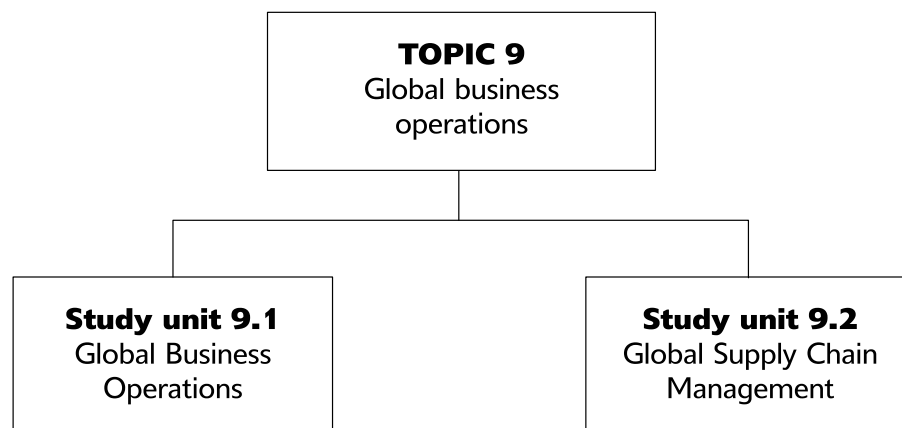 TOPIC 9
Global business
operations
Study unit 9.1
Global Business
Operations
Study unit 9.2
Global Supply Chain
Management